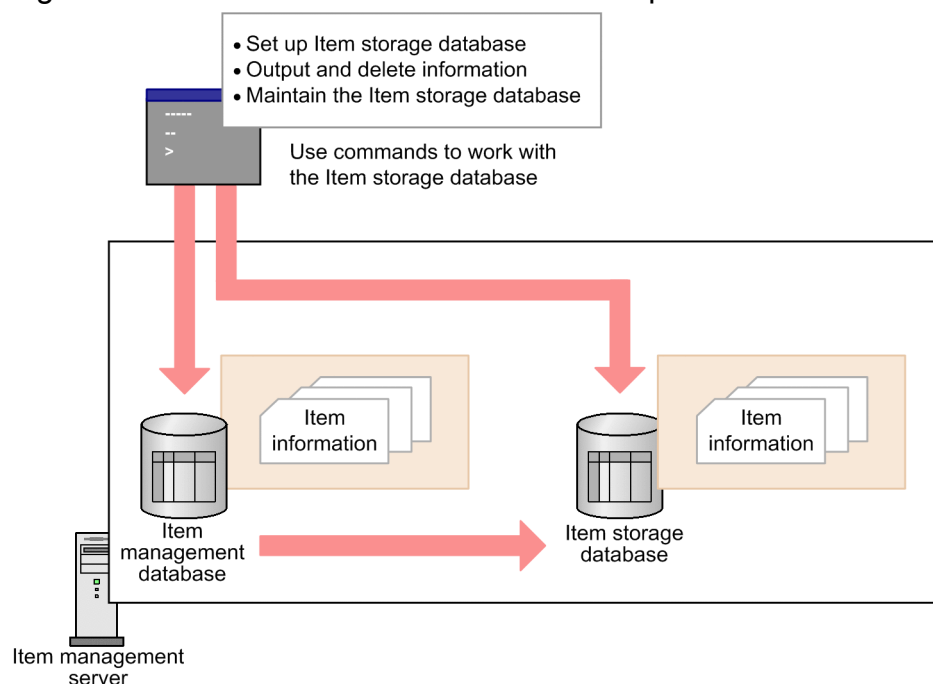 • Set up Item storage database
• Output and delete information
• Maintain the Item storage database
-----
--
>
Use commands to work with
the Item storage database
Item
information
Item
information
Item
management
database
Item storage
database
Item management
server